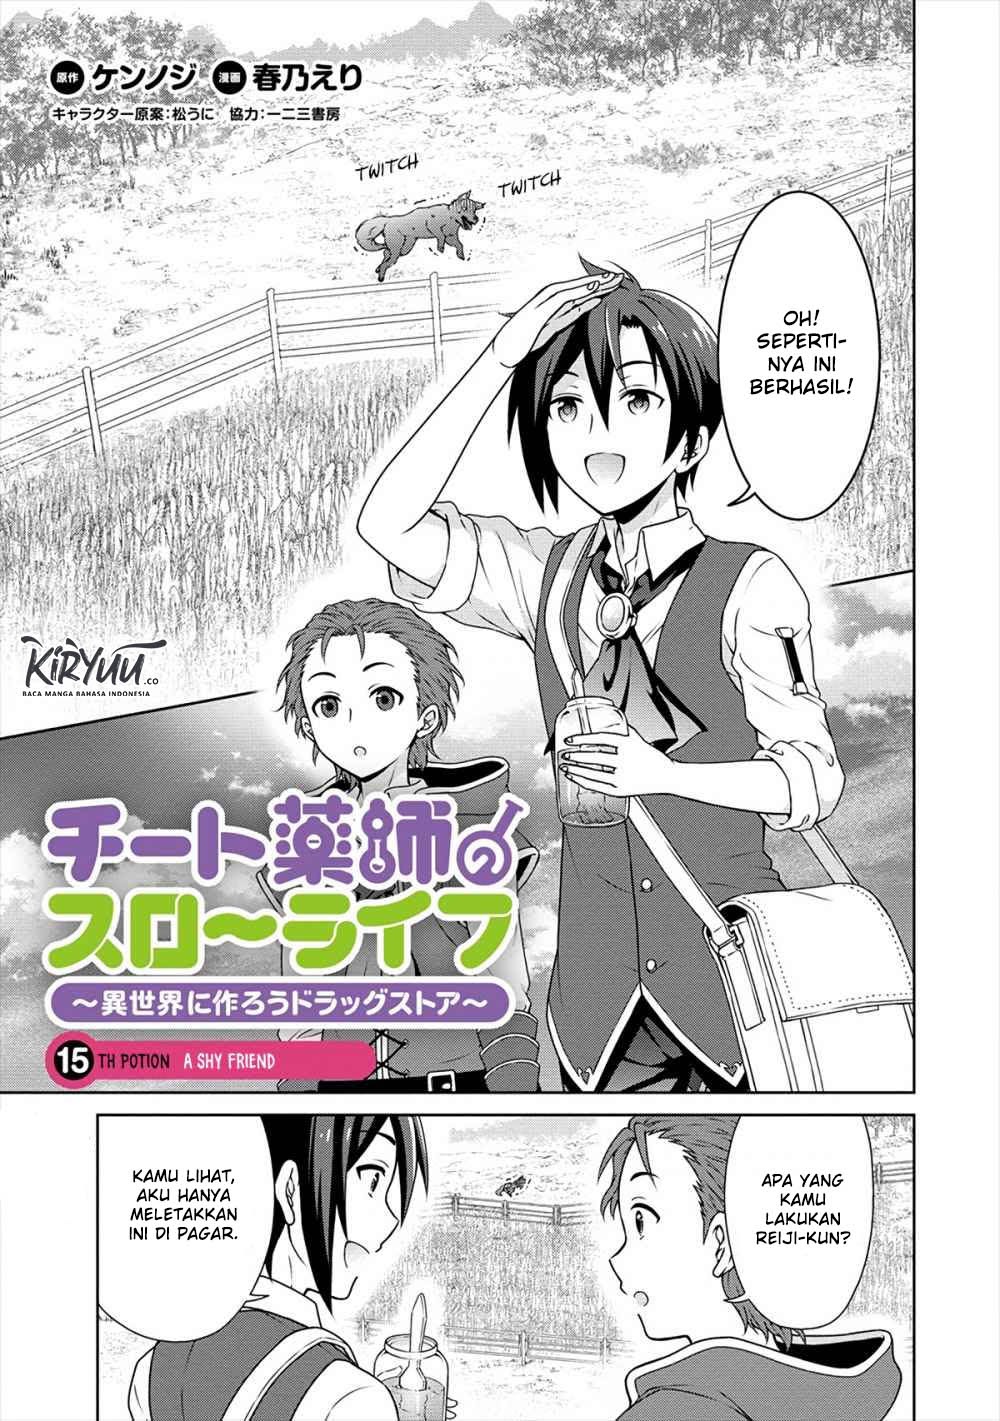 原作 ケンノジ 漫画 春乃えり
キャラクター原案：松うに 協力：一二三書房
TWITCH
TWITCH
OH!
SEPERTI-
NYA INI
BERHASIL!
KIRYUU.CO
BACA MANGA BAHASA INDONESIA
チート薬師の
スローライフ
～異世界に作ろうドラッグストア～
15 TH POTION A SHY FRIEND
APA YANG
KAMU
LAKUKAN
REIJI-KUN?
KAMU LIHAT,
AKU HANYA
MELETAKKAN
INI DI PAGAR.